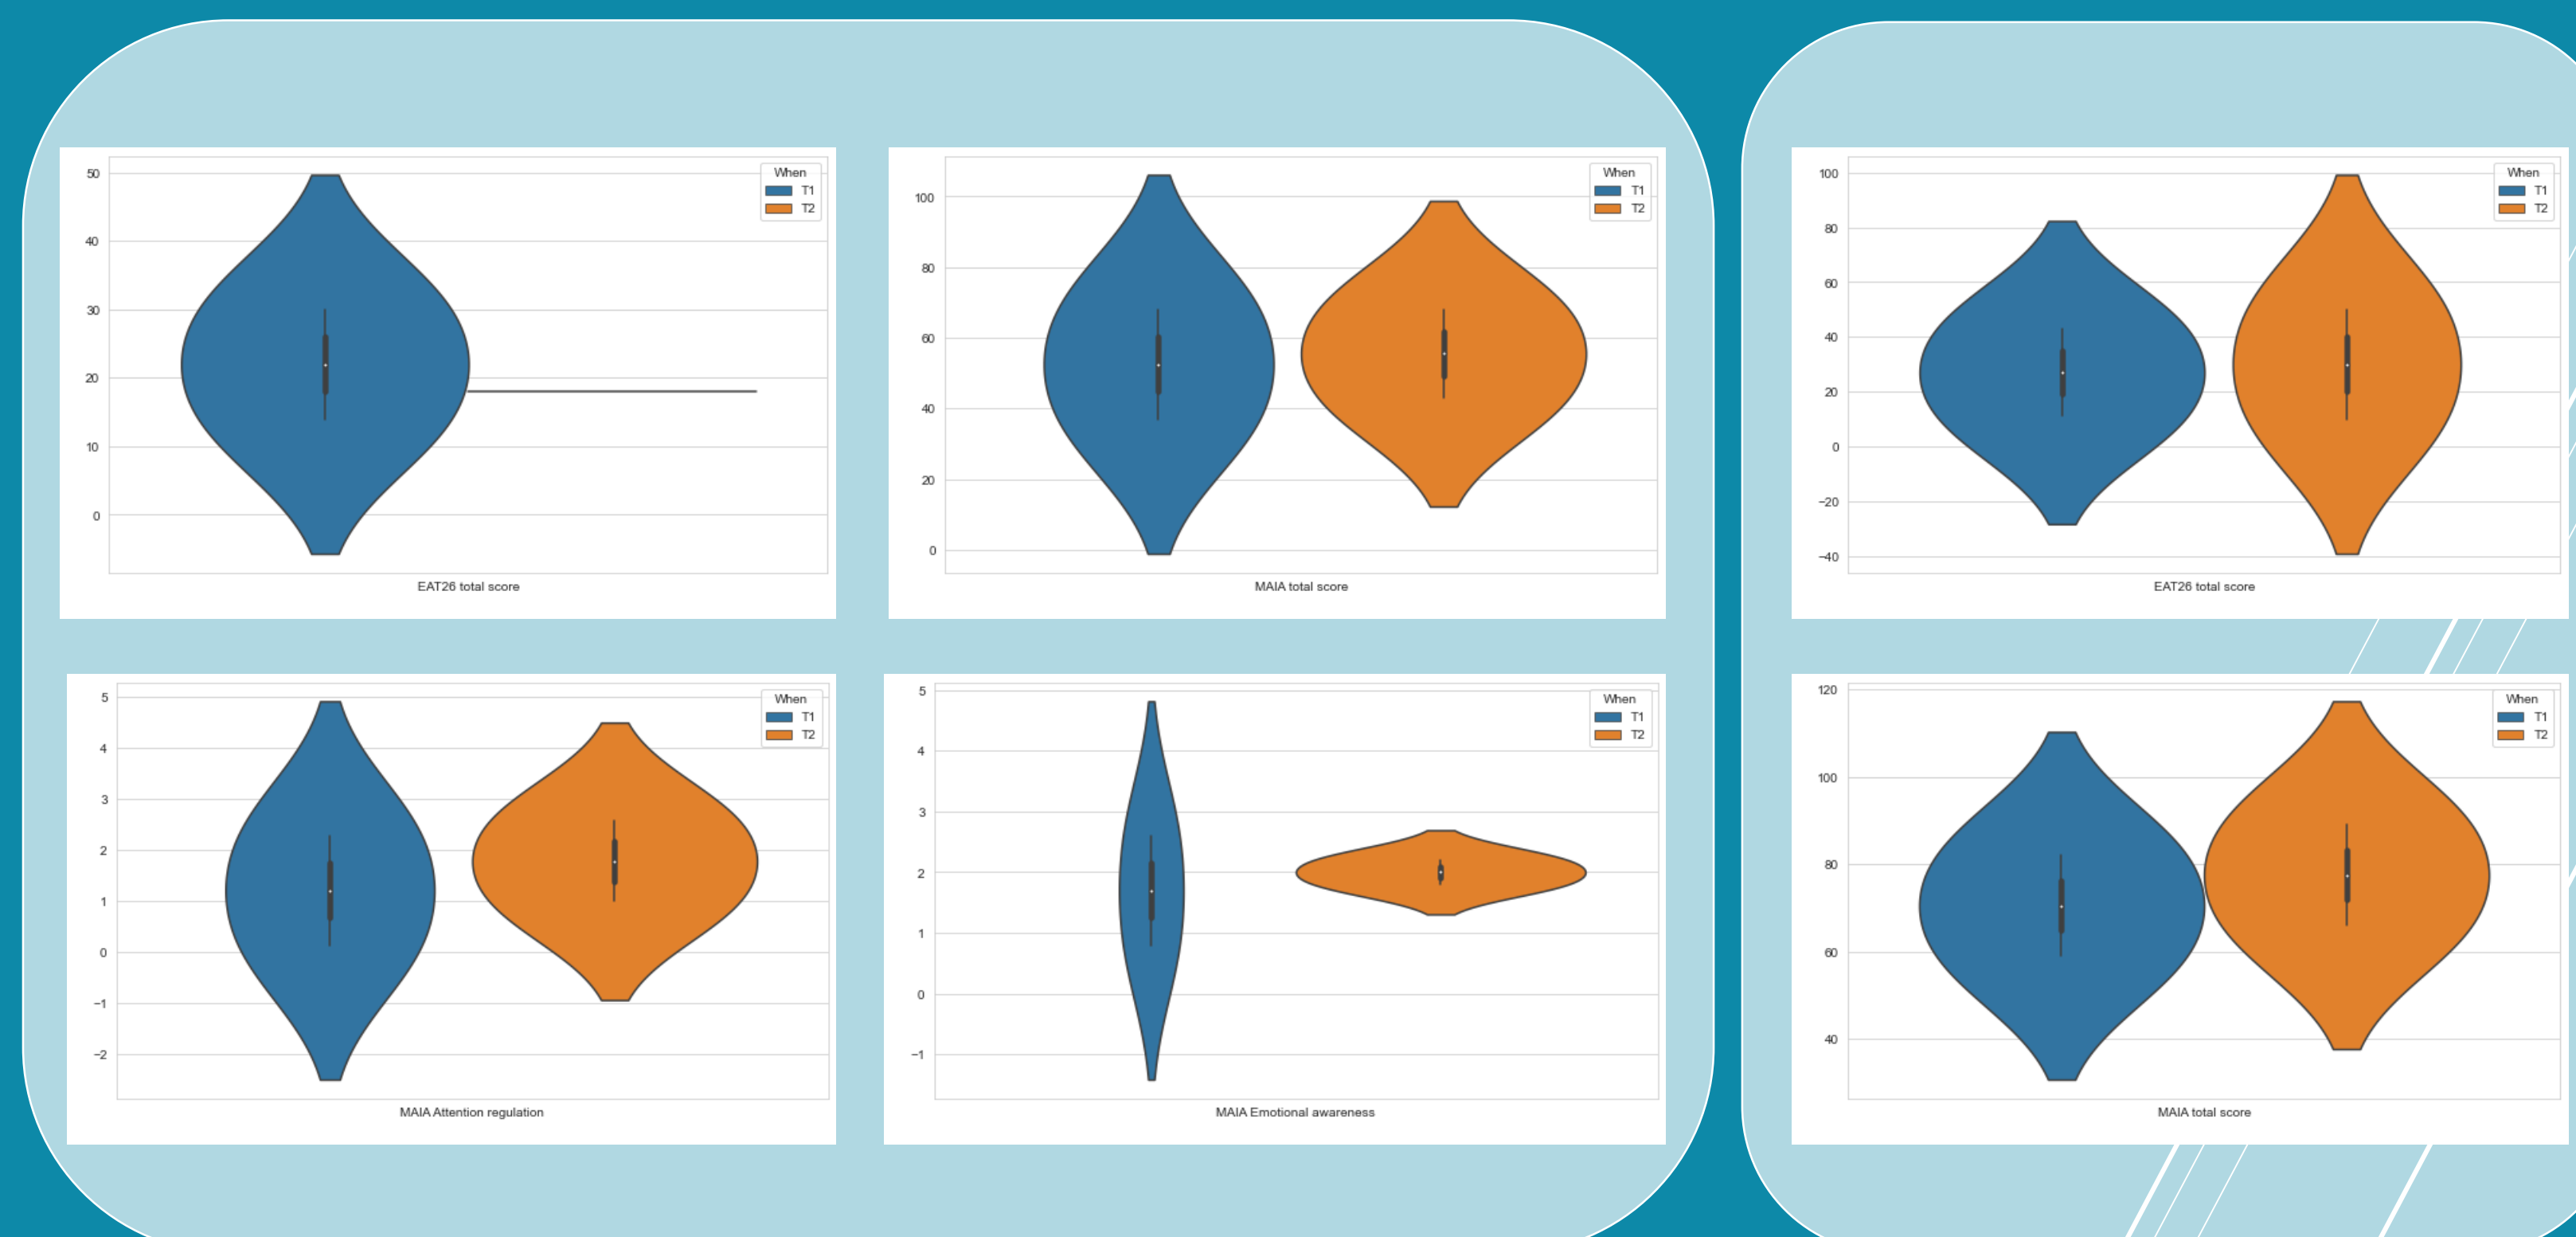 When
T1
T2
50
40
30
20
10
0
EAT26 total score
When
T1
T2
100
80
60
40
20
0
MAIA total score
When
T1
T2
5
4
3
2
1
0
−1
−2
MAIA Attention regulation
When
T1
T2
5
4
3
2
1
0
−1
MAIA Emotional awareness
When
T1
T2
100
80
60
40
20
0
−20
−40
EAT26 total score
When
T1
T2
120
100
80
60
40
MAIA total score